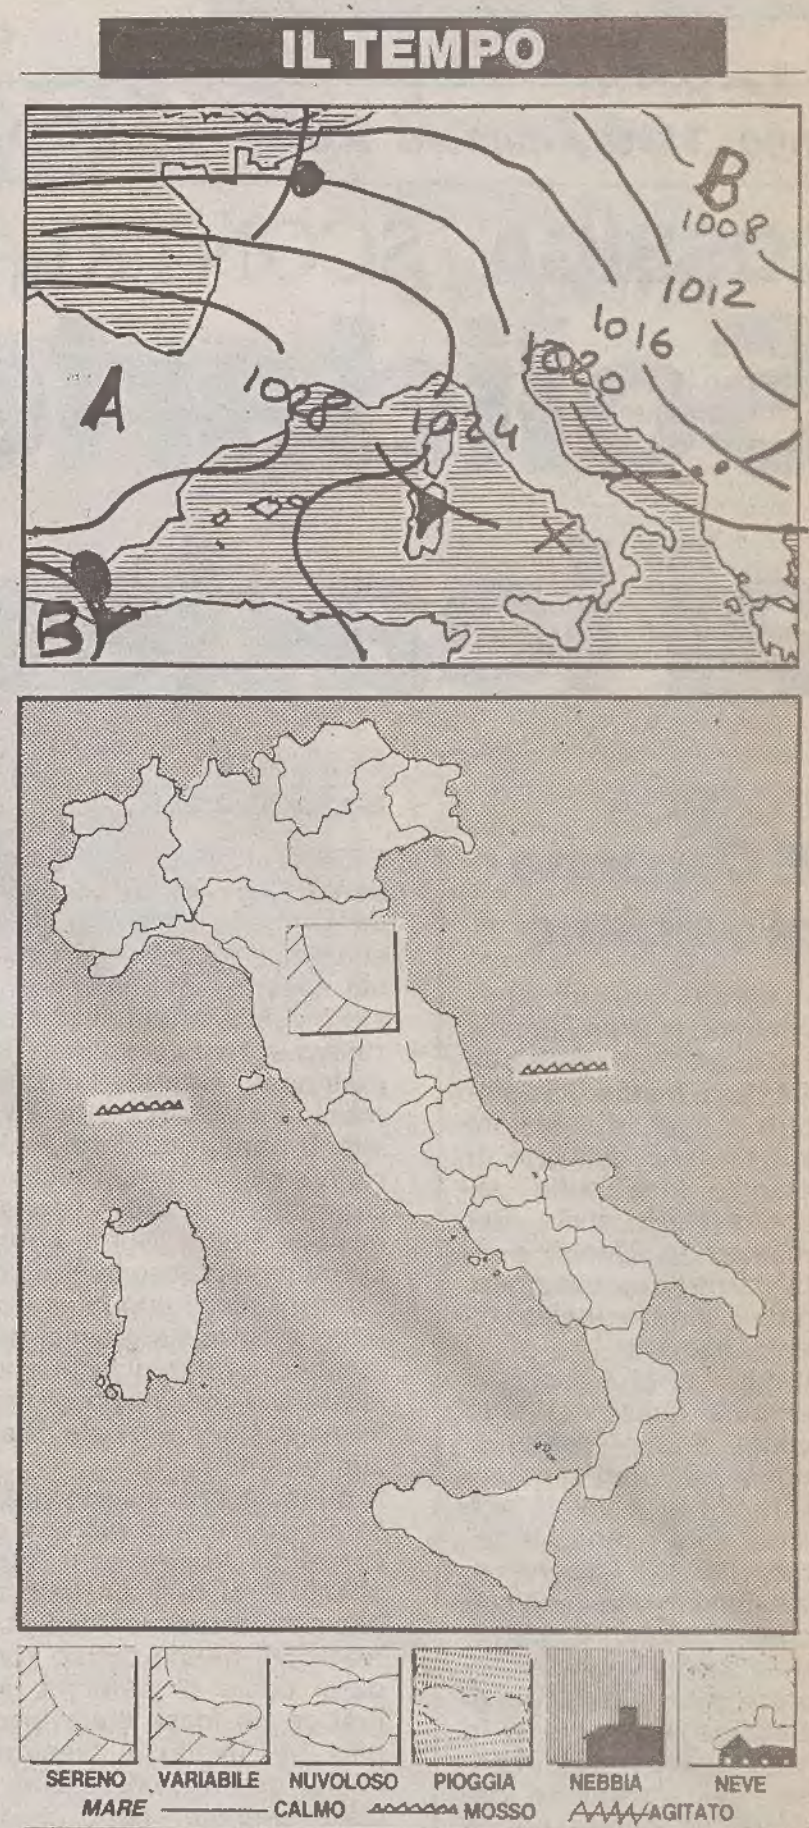 IL TEMPO
B
1008
1012
1016
1020
A
1028
1024
B
SERENO VARIABILE NUVOLOSO PIOGGIA NEBBIA NEVE
MARE CALMO MOSSO AGITATO